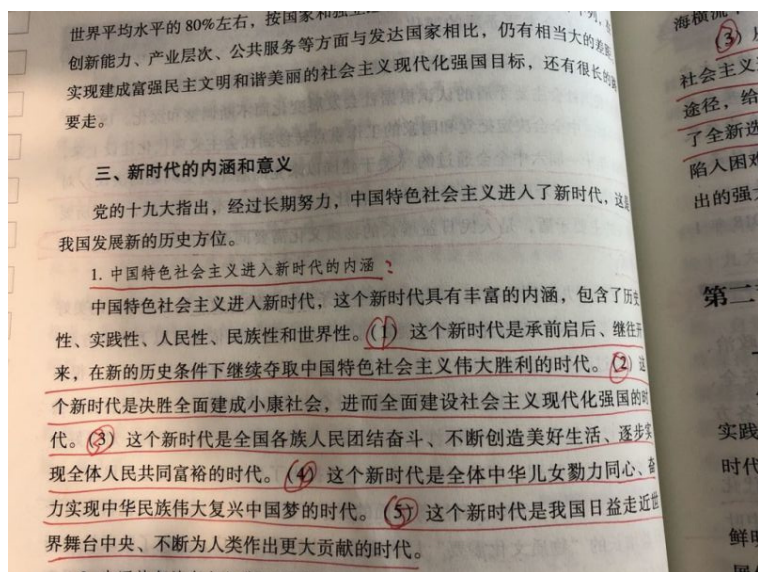 世界平均水平的80%左右，按国家和
创新能力、产业层次、公共服务等方面与发达国家相比，仍有相当大的差距
实现建成富强民主文明和谐美丽的社会主义现代化强国目标，还有很长的路
要走。
三、新时代的内涵和意义
党的十九大指出，经过长期努力，中国特色社会主义进入了新时代，这是
我国发展新的历史方位。
1. 中国特色社会主义进入新时代的内涵：
中国特色社会主义进入新时代，这个新时代具有丰富的内涵，包含了历史
性、实践性、人民性、民族性和世界性。（1）这个新时代是承前启后、继往开
来，在新的历史条件下继续夺取中国特色社会主义伟大胜利的时代。（2）这
个新时代是决胜全面建成小康社会，进而全面建设社会主义现代化强国的时
代。（3）这个新时代是全国各族人民团结奋斗、不断创造美好生活、逐步实
现全体人民共同富裕的时代。（4）这个新时代是全体中华儿女勠力同心、奋
力实现中华民族伟大复兴中国梦的时代。（5）这个新时代是我国日益走近世
界舞台中央、不断为人类作出更大贡献的时代。
海横流
（3）
社会主义
途径，给
了全新选
陷入困难
出的强
第二
实践
时代
鲜明